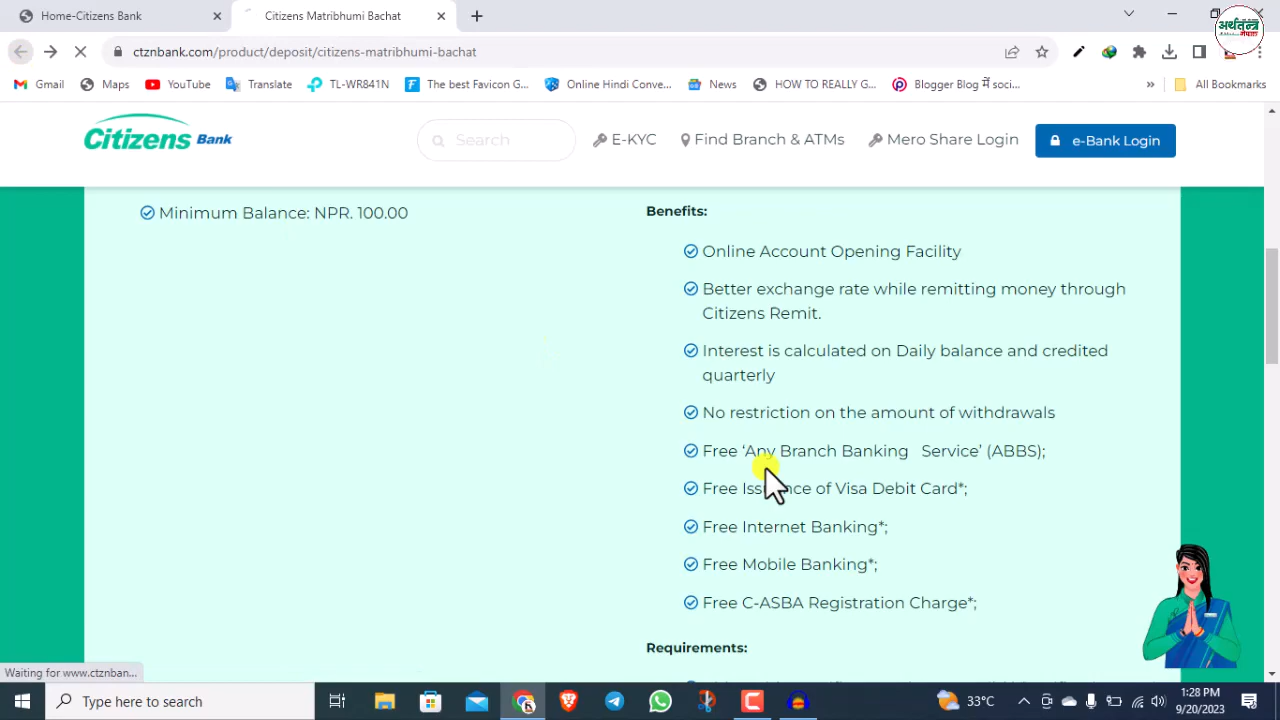 Home-Citizens Bank
Citizens Matribhumi Bachat
ctznbank.com/product/deposit/citizens-matribhumi-bachat
अर्थतन्त्र
नेपाल
Gmail
Maps
YouTube
Translate
TL-WR841N
The best Favicon G...
Online Hindi Conve...
News
HOW TO REALLY G...
Blogger Blog में soci...
»
All Bookmarks
Citizens Bank
Search
E-KYC
Find Branch & ATMs
Mero Share Login
e-Bank Login
Minimum Balance: NPR. 100.00
Benefits:
Online Account Opening Facility
Better exchange rate while remitting money through
Citizens Remit.
Interest is calculated on Daily balance and credited
quarterly
No restriction on the amount of withdrawals
Free ‘Any Branch Banking Service’ (ABBS);
Free Issuance of Visa Debit Card*;
Free Internet Banking*;
Free Mobile Banking*;
Free C-ASBA Registration Charge*;
Requirements:
Waiting for www.ctznban...
Type here to search
33°C
1:28 PM
9/20/2023